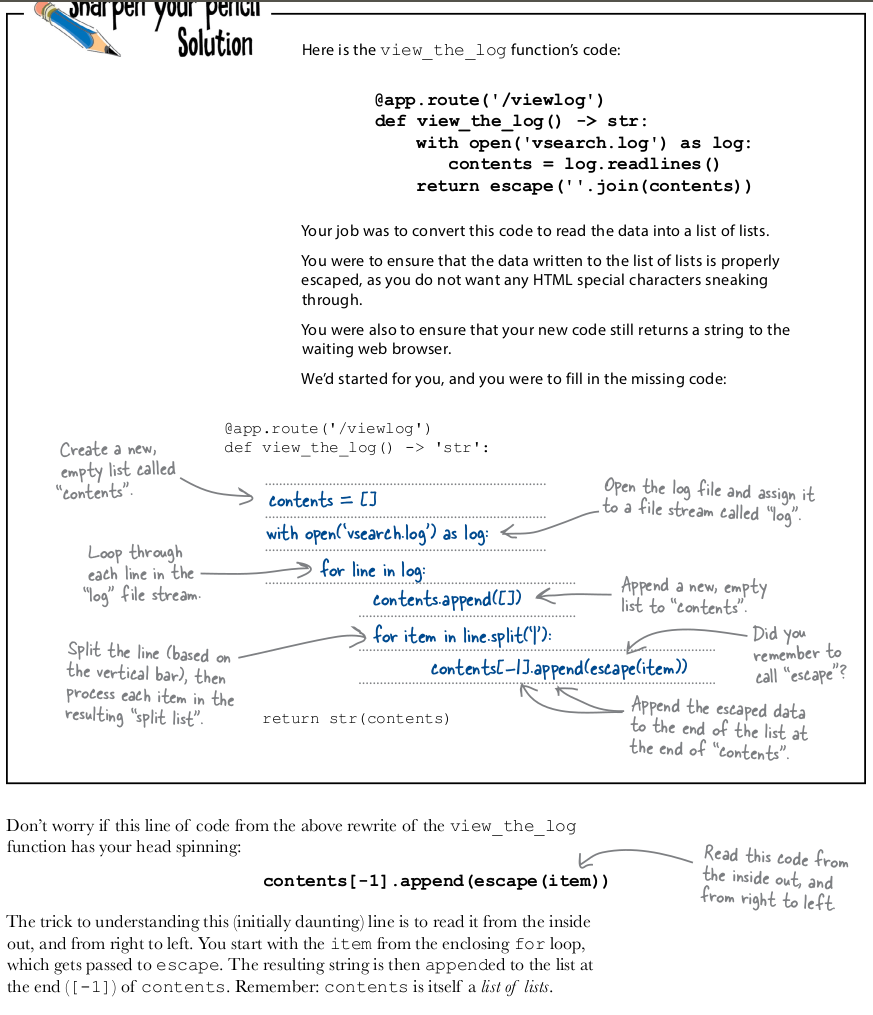 Sharpen your pencil
Solution
Here is the view_the_log function’s code:
@app.route('/viewlog')
def view_the_log() -> str:
    with open('vsearch.log') as log:
        contents = log.readlines()
    return escape(''.join(contents))
Your job was to convert this code to read the data into a list of lists.
You were to ensure that the data written to the list of lists is properly
escaped, as you do not want any HTML special characters sneaking
through.
You were also to ensure that your new code still returns a string to the
waiting web browser.
We’d started for you, and you were to fill in the missing code:
@app.route('/viewlog')
def view_the_log() -> 'str':
Create a new,
empty list called
“contents”.
contents = []
Open the log file and assign it
to a file stream called “log”.
with open('vsearch.log') as log:
Loop through
each line in the
“log” file stream.
for line in log:
contents.append([])
Append a new, empty
list to “contents”.
for item in line.split('|'):
Split the line (based on
the vertical bar), then
process each item in the
resulting “split list”.
Did you
remember to
call “escape”?
contents[-1].append(escape(item))
Append the escaped data
to the end of the list at
the end of “contents”.
return str(contents)
Don’t worry if this line of code from the above rewrite of the view_the_log
function has your head spinning:
contents[-1].append(escape(item))
Read this code from
the inside out, and
from right to left
The trick to understanding this (initially daunting) line is to read it from the inside
out, and from right to left. You start with the item from the enclosing for loop,
which gets passed to escape. The resulting string is then appended to the list at
the end ([-1]) of contents. Remember: contents is itself a list of lists.